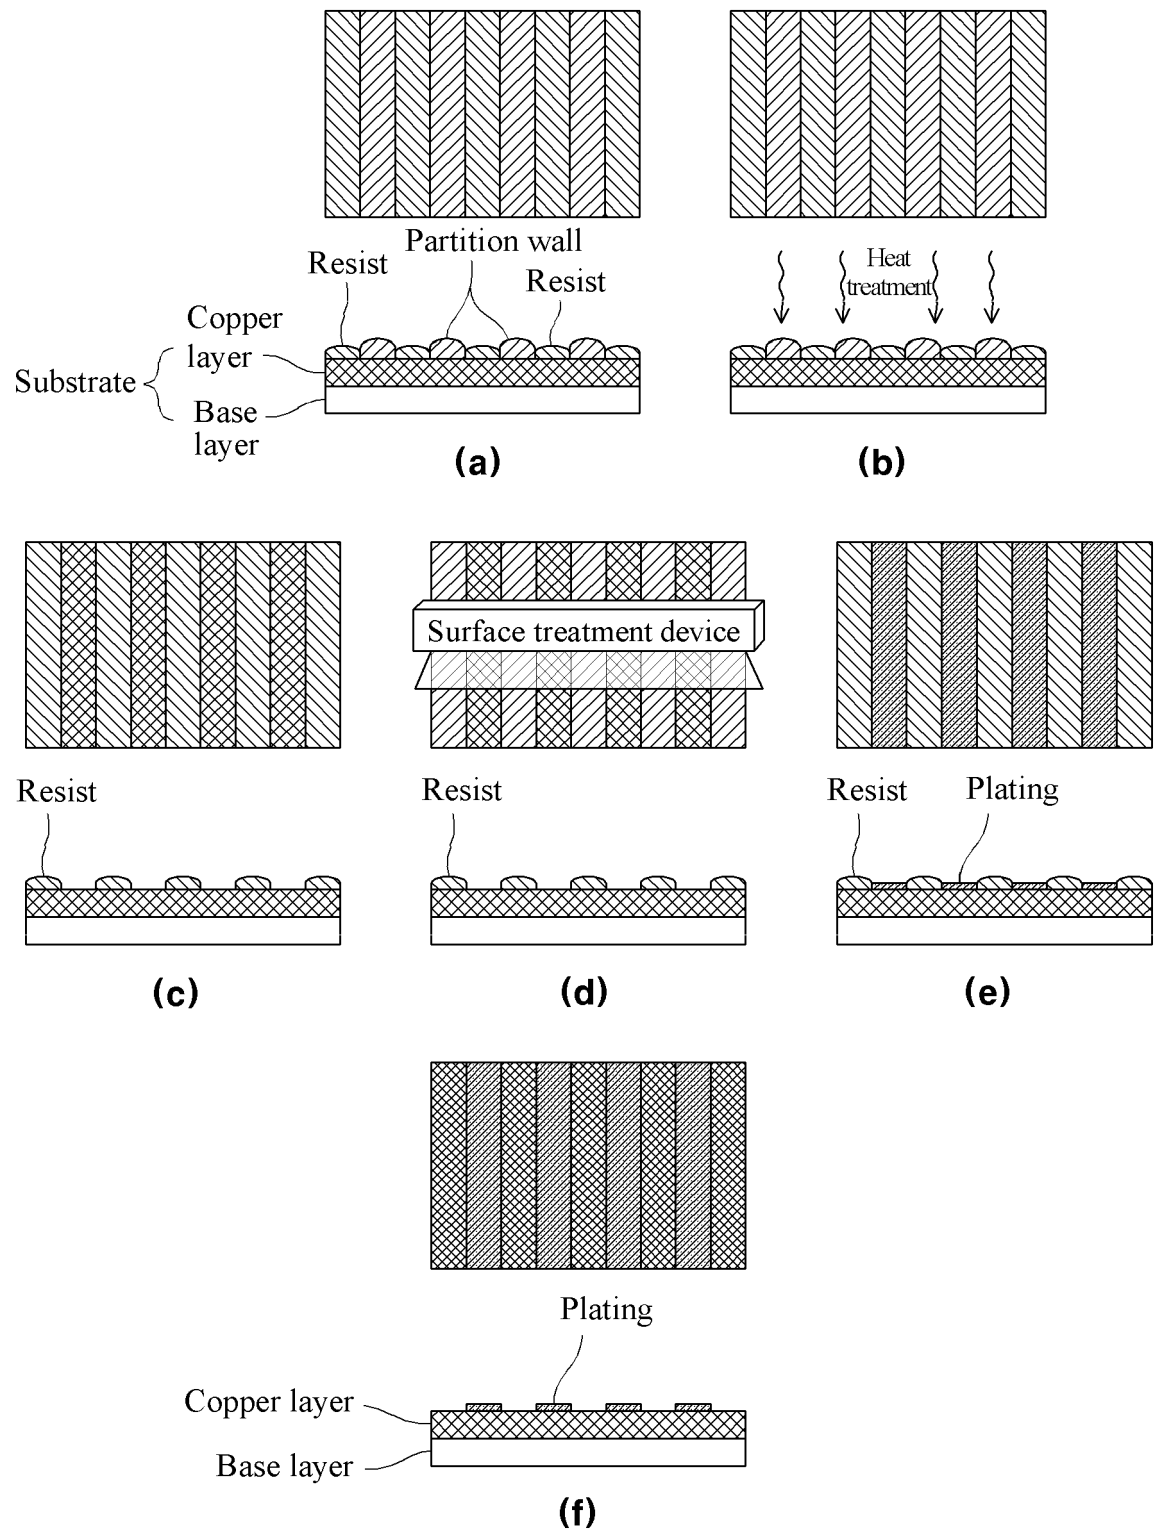 Partition wall
Resist
Resist
Copper
layer
Substrate
Base
layer
(a)
Heat
treatment
(b)
Resist
(c)
Surface treatment device
Resist
(d)
Resist
Plating
(e)
Plating
Copper layer
Base layer
(f)